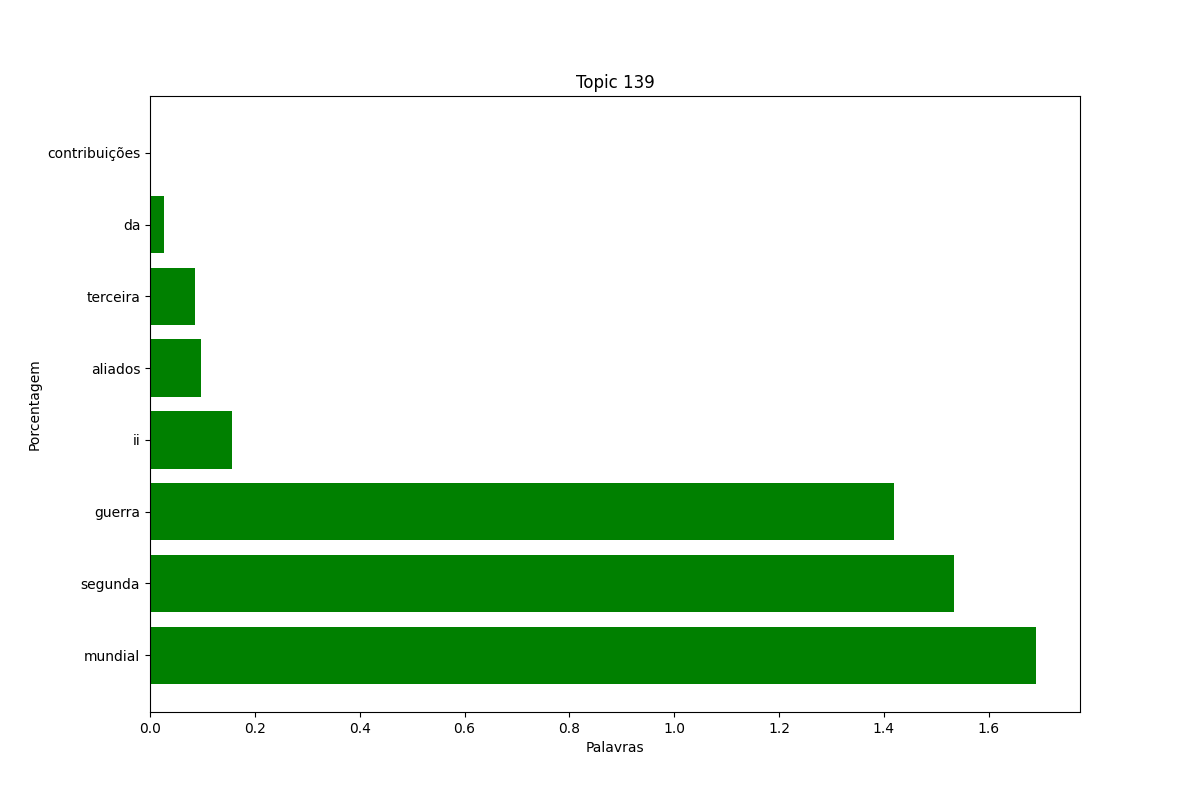 Topic 139
contribuições
da
terceira
aliados
ii
guerra
segunda
mundial
Porcentagem
0.0 0.2 0.4 0.6 0.8 1.0 1.2 1.4 1.6
Palavras